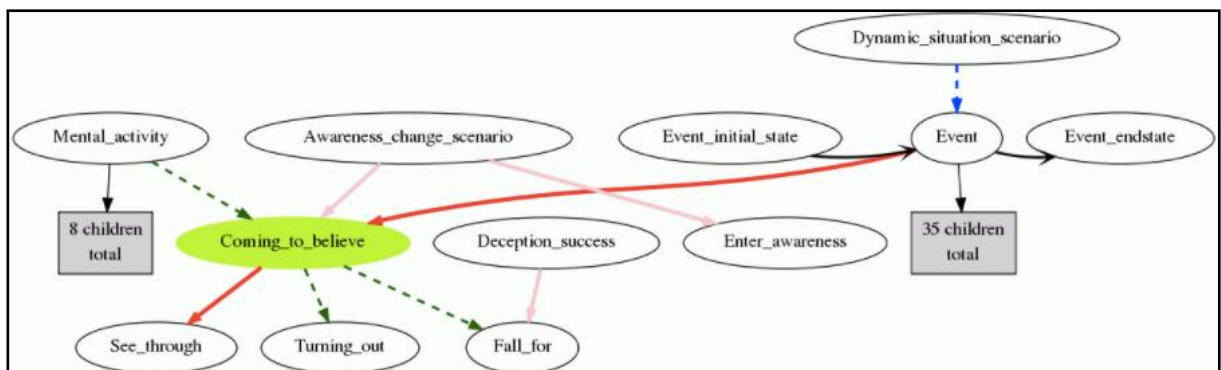 Dynamic_situation_scenario
Mental_activity
Awareness_change_scenario
Event_initial_state
Event
Event_endstate
8 children
total
Coming_to_believe
Deception_success
Enter_awareness
35 children
total
See_through
Turning_out
Fall_for